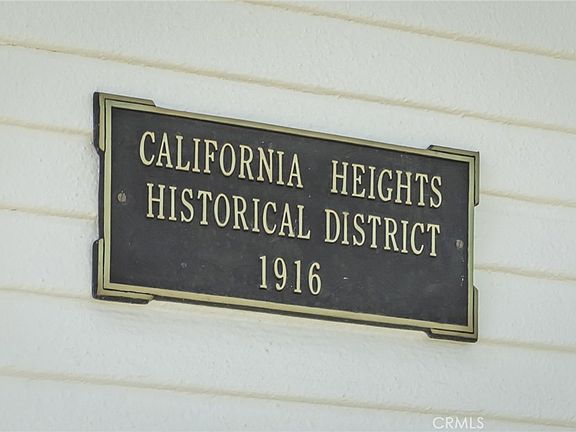 CALIFORNIA HEIGHTS
HISTORICAL DISTRICT
1916
CRMLS